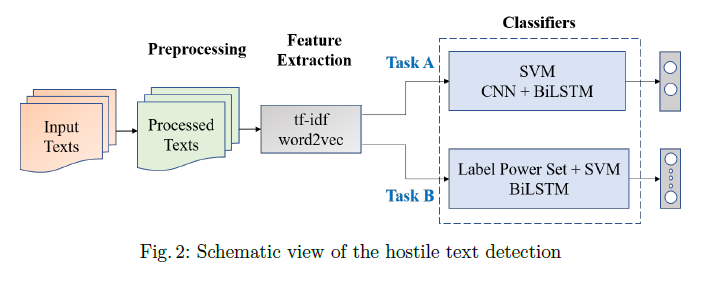 Classifiers
Preprocessing
Feature
Extraction
Task A
SVM
CNN + BiLSTM
Input
Texts
Processed
Texts
tf-idf
word2vec
Label Power Set + SVM
BiLSTM
Task B
Fig. 2: Schematic view of the hostile text detection